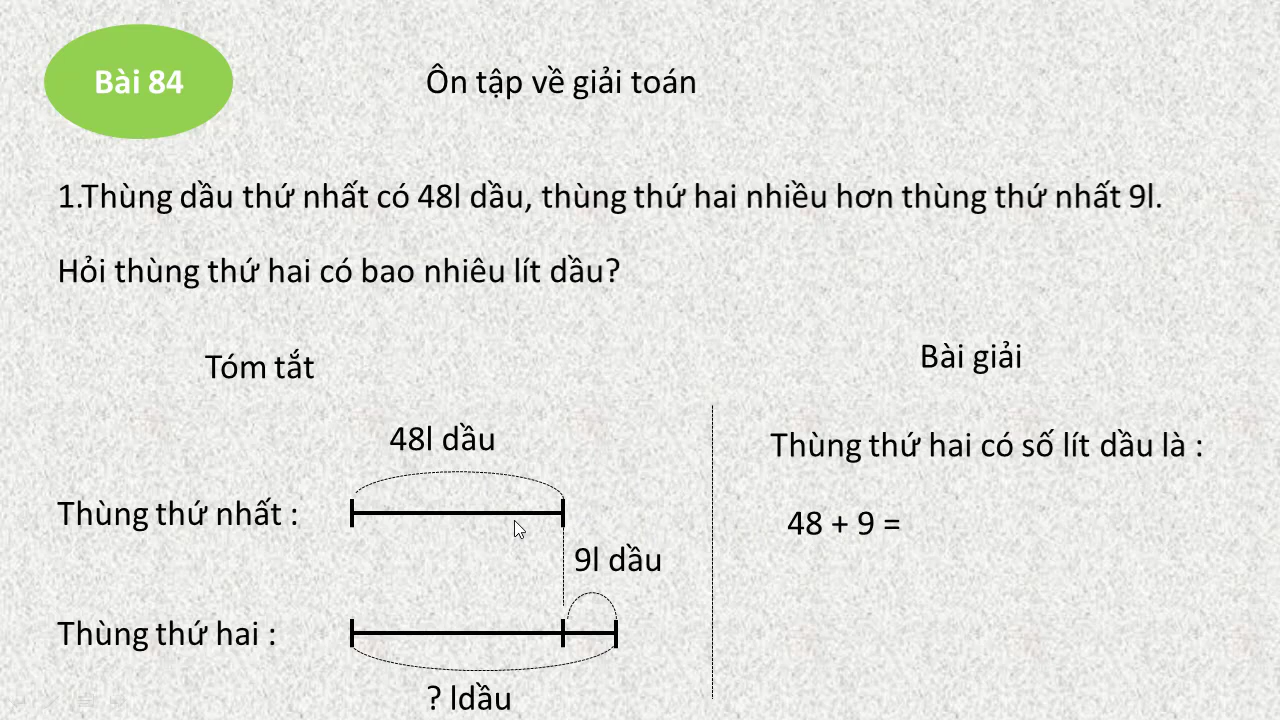 Bài 84
Ôn tập về giải toán
1.Thùng dầu thứ nhất có 48l dầu, thùng thứ hai nhiều hơn thùng thứ nhất 9l.
Hỏi thùng thứ hai có bao nhiêu lít dầu?
Tóm tắt
48l dầu
Thùng thứ nhất :
9l dầu
Thùng thứ hai :
? ldầu
Bài giải
Thùng thứ hai có số lít dầu là :
48 + 9 =